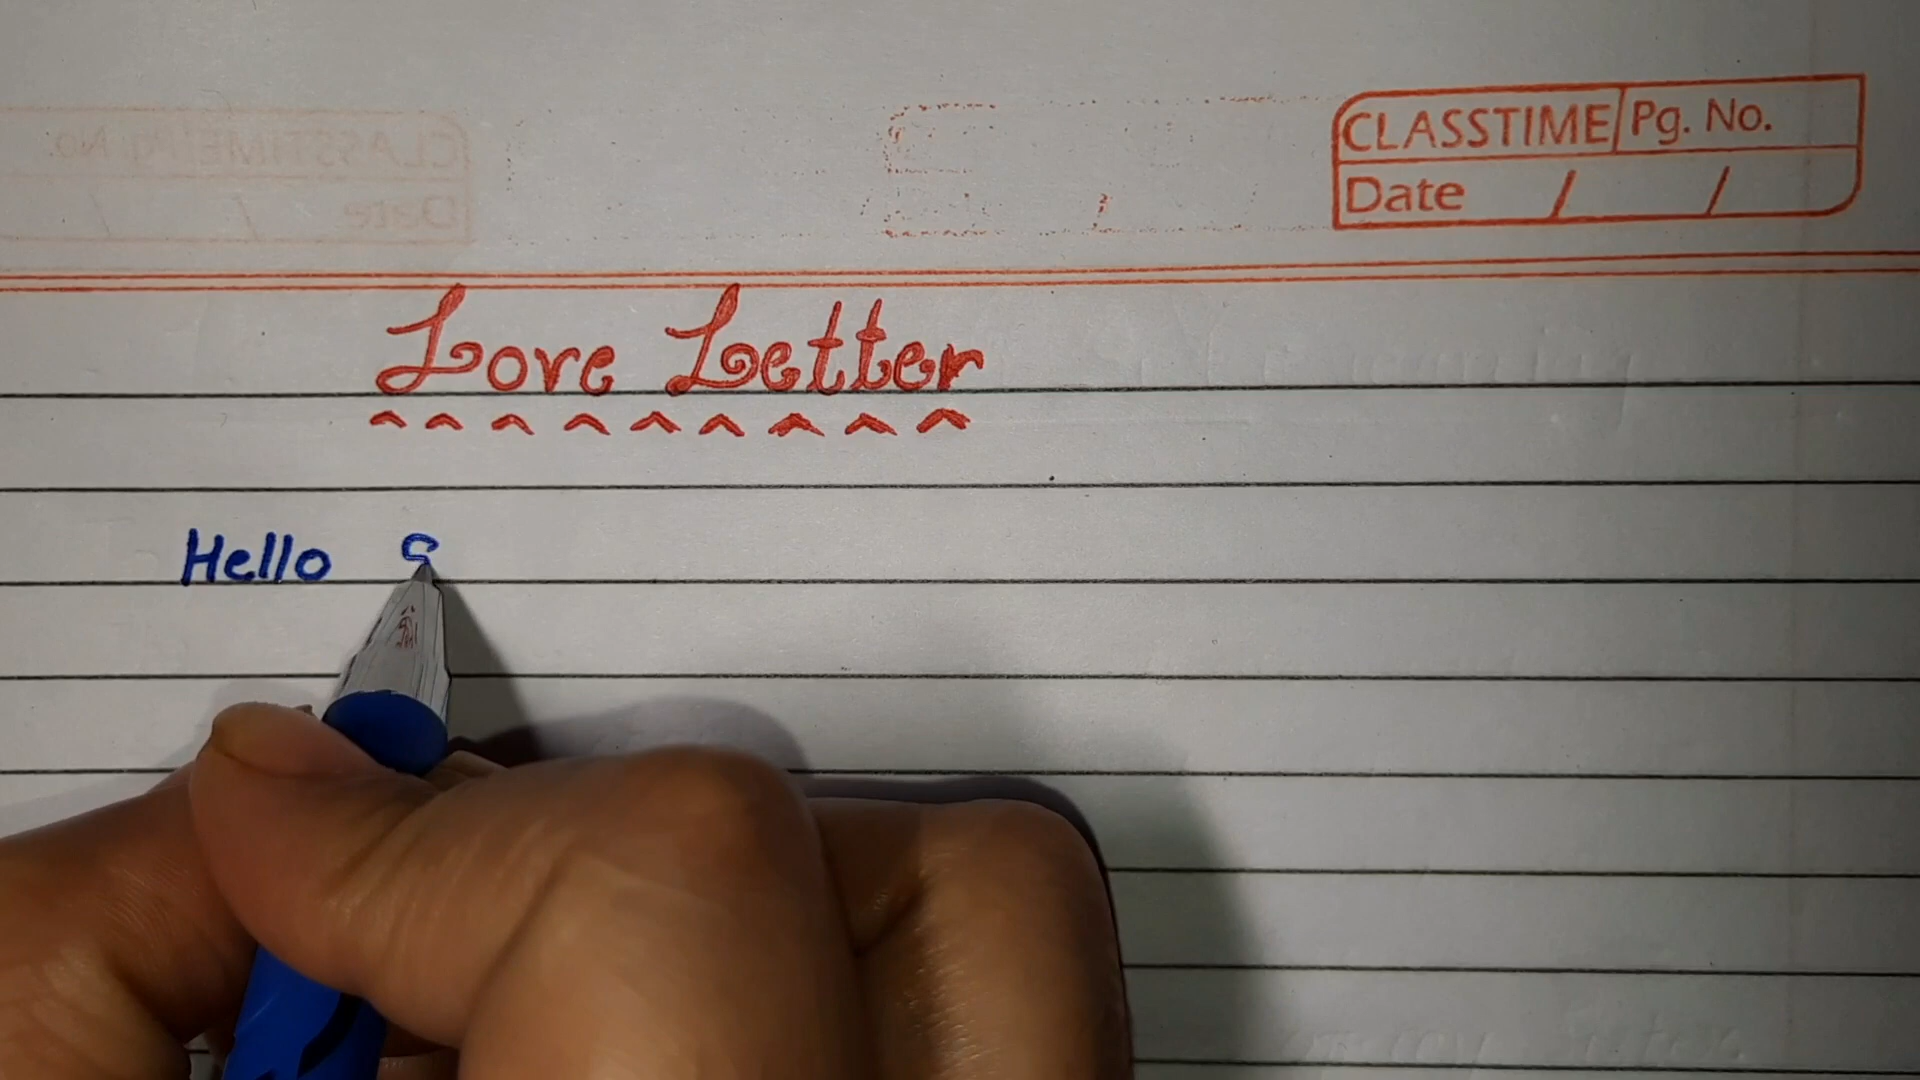 CLASSTIME Pg. No.
Date / /
Love Letter
Hello S